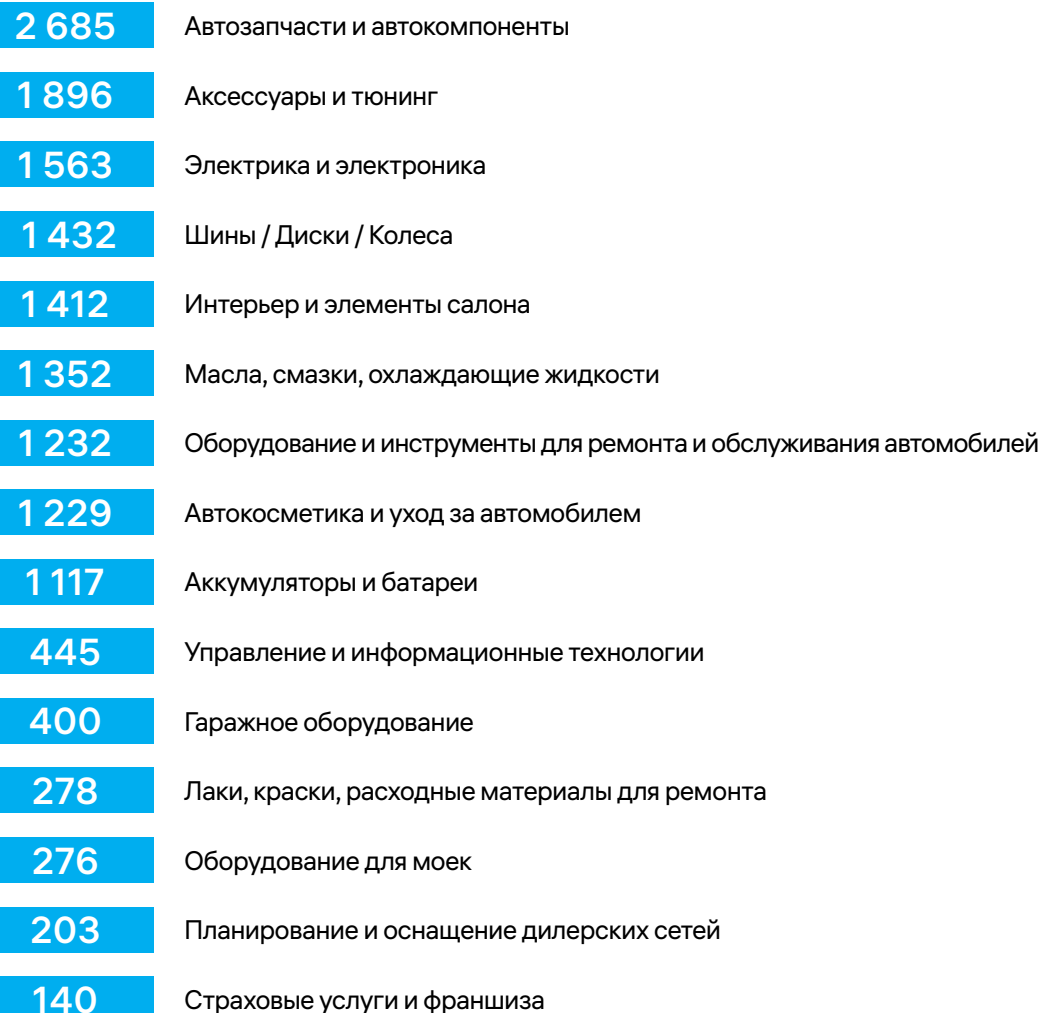 2 685 Автозапчасти и автокомпоненты
1 896 Аксессуары и тюнинг
1 563 Электрика и электроника
1 432 Шины / Диски / Колеса
1 412 Интерьер и элементы салона
1 352 Масла, смазки, охлаждающие жидкости
1 232 Оборудование и инструменты для ремонта и обслуживания автомобилей
1 229 Автокосметика и уход за автомобилем
1 117 Аккумуляторы и батареи
445 Управление и информационные технологии
400 Гаражное оборудование
278 Лаки, краски, расходные материалы для ремонта
276 Оборудование для моек
203 Планирование и оснащение дилерских сетей
140 Страховые услуги и франшиза